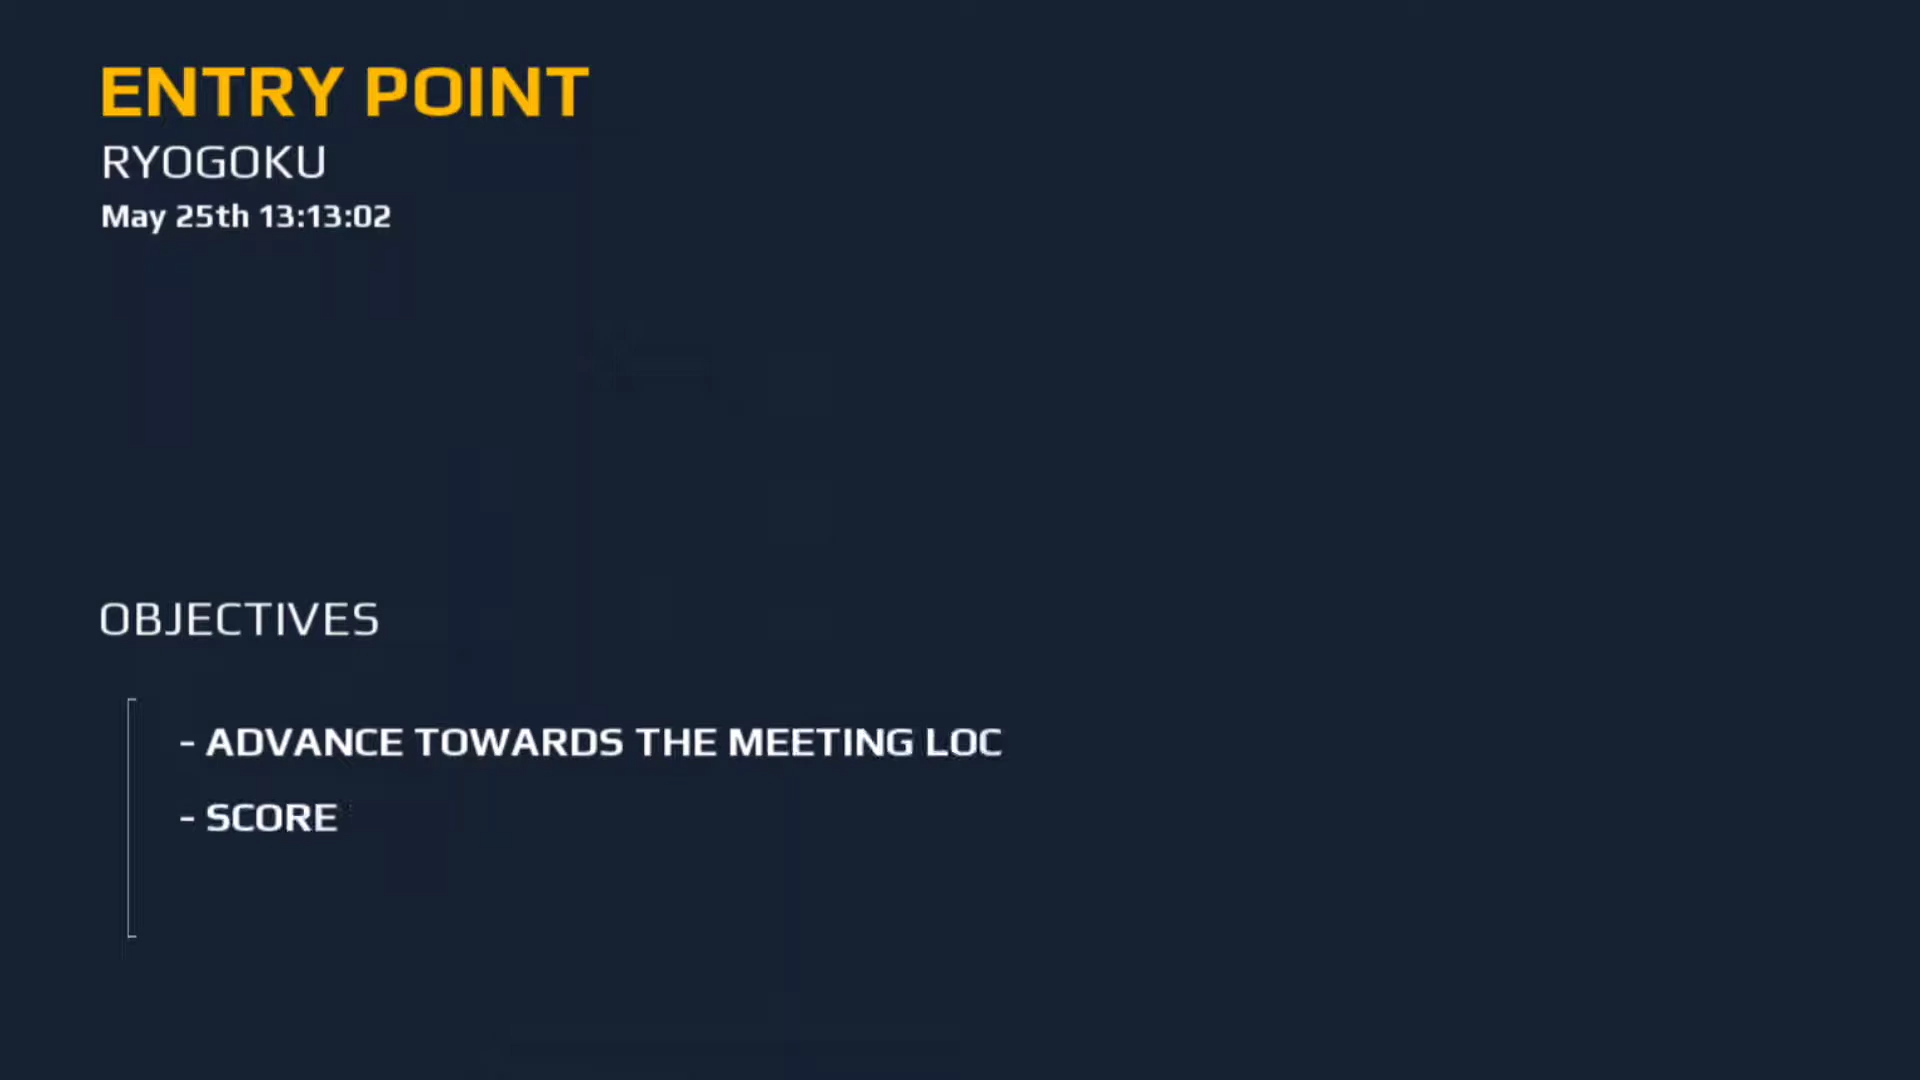 ENTRY POINT
RYOGOKU
May 25th 13:13:02
OBJECTIVES
- ADVANCE TOWARDS THE MEETING LOC
- SCORE